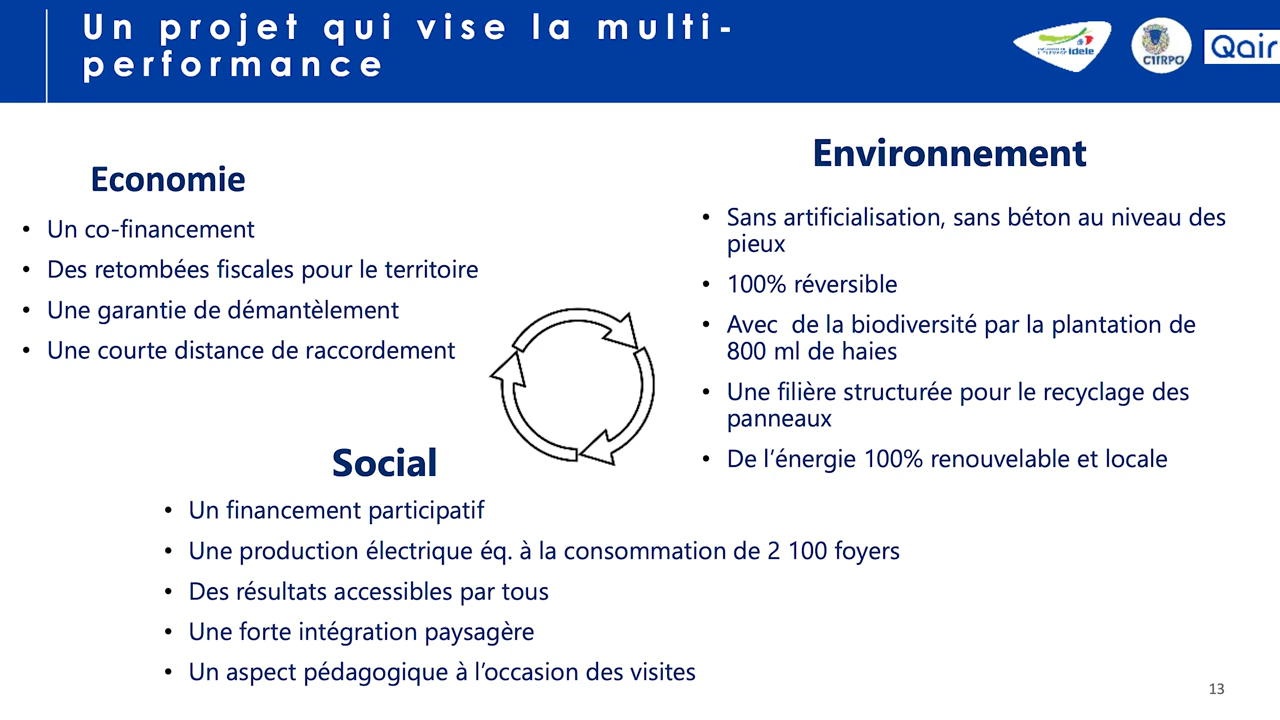 Un projet qui vise la multi-
performance
idele
CIIRPO
Qair
Economie
• Un co-financement
• Des retombées fiscales pour le territoire
• Une garantie de démantèlement
• Une courte distance de raccordement
Environnement
• Sans artificialisation, sans béton au niveau des
pieux
• 100% réversible
• Avec de la biodiversité par la plantation de
800 ml de haies
• Une filière structurée pour le recyclage des
panneaux
• De l’énergie 100% renouvelable et locale
Social
• Un financement participatif
• Une production électrique éq. à la consommation de 2 100 foyers
• Des résultats accessibles par tous
• Une forte intégration paysagère
• Un aspect pédagogique à l’occasion des visites
13